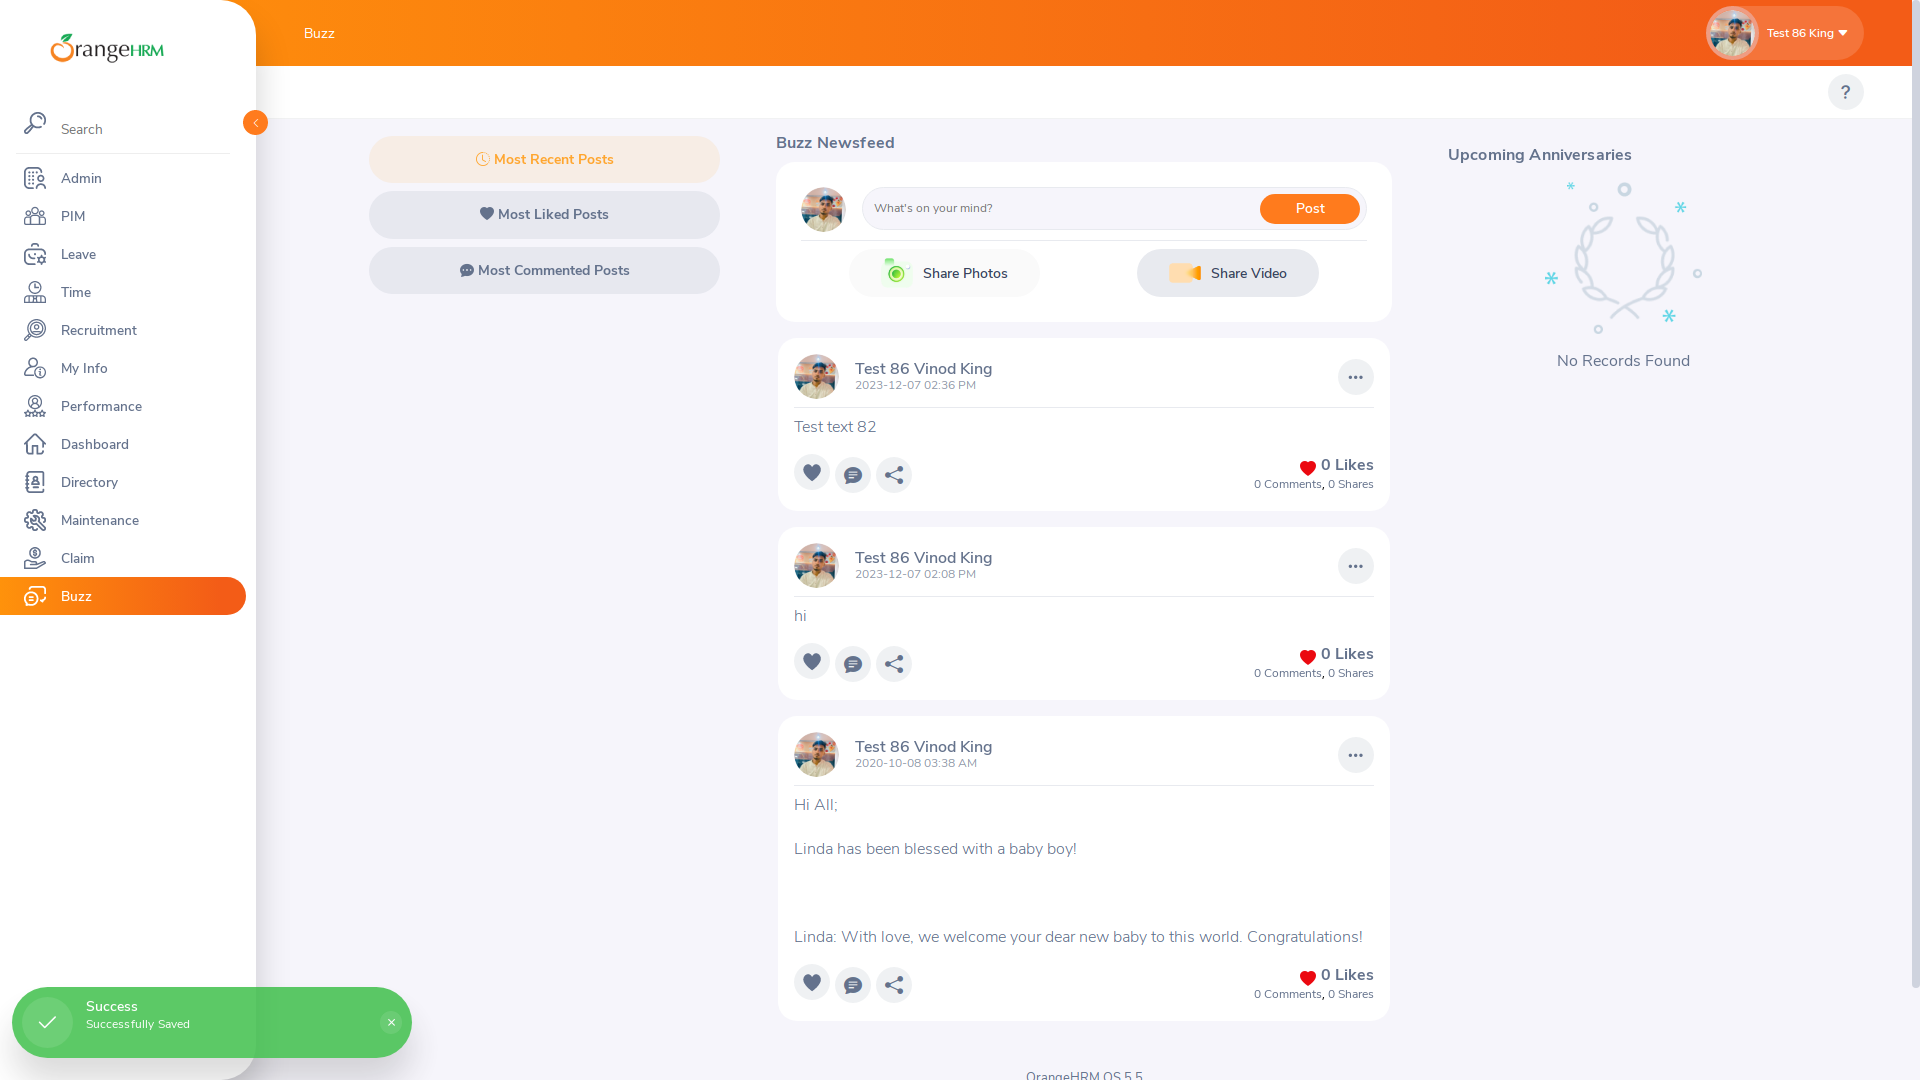 OrangeHRM
Search
Admin
PIM
Leave
Time
Recruitment
My Info
Performance
Dashboard
Directory
Maintenance
Claim
Buzz
Buzz
Test 86 King
?
Most Recent Posts
Most Liked Posts
Most Commented Posts
Buzz Newsfeed
What's on your mind?
Post
Share Photos
Share Video
Test 86 Vinod King
2023-12-07 02:36 PM
Test text 82
0 Likes
0 Comments, 0 Shares
Test 86 Vinod King
2023-12-07 02:08 PM
hi
0 Likes
0 Comments, 0 Shares
Test 86 Vinod King
2020-10-08 03:38 AM
Hi All;
Linda has been blessed with a baby boy!
Linda: With love, we welcome your dear new baby to this world. Congratulations!
0 Likes
0 Comments, 0 Shares
Upcoming Anniversaries
No Records Found
Success
Successfully Saved
OrangeHRM OS 5.5